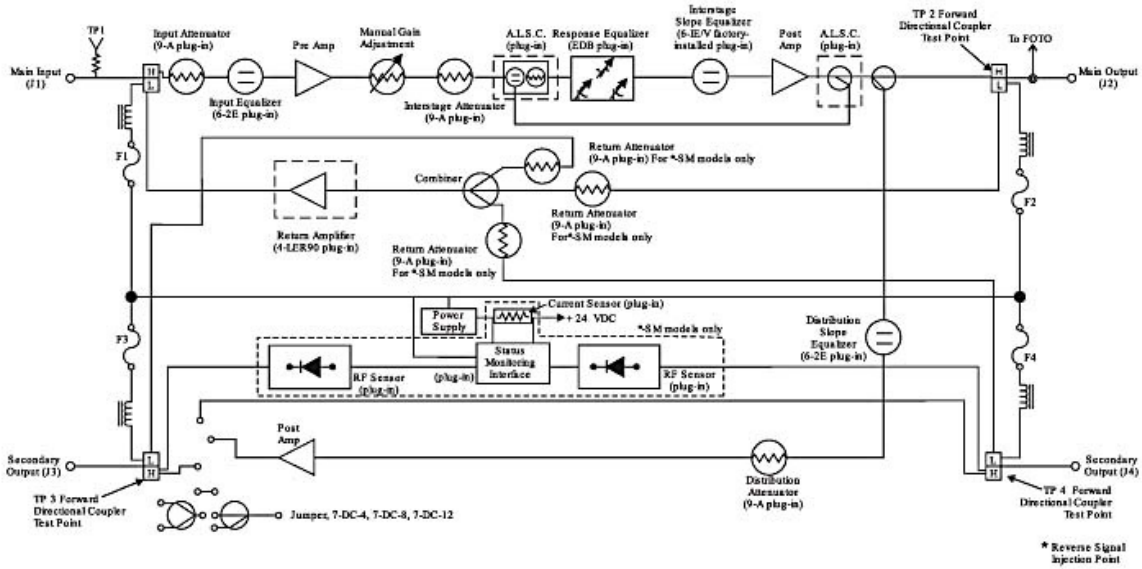 TP1
Main Input
(J1)
Input Attenuator
(9-A plug-in)
H
L
Input Equalizer
(6-2E plug-in)
Pre Amp
Manual Gain
Adjustment
Interstage Attenuator
(9-A plug-in)
A.L.S.C.
(plug-in)
Response Equalizer
(EDB plug-in)
Interstage
Slope Equalizer
(6-IE/V factory-
installed plug-in)
Post
Amp
A.L.S.C.
(plug-in)
TP 2 Forward
Directional Coupler
Test Point
H
L
To FOTO
Main Output
(J2)
F1
Return Amplifier
(4-LER90 plug-in)
Combiner
Return Attenuator
(9-A plug-in) For *-SM models only
Return Attenuator
(9-A plug-in)
For*-SM models only
Return Attenuator
(9-A plug-in)
For *-SM models only
F2
F3
Power
Supply
Current Sensor (plug-in)
+ 24 VDC
*-SM models only
RF Sensor
(plug-in)
(plug-in)
Status
Monitoring
Interface
RF Sensor
(plug-in)
Distribution
Slope
Equalizer
(6-2E plug-in)
F4
Secondary
Output (J3)
L
H
TP 3 Forward
Directional Coupler
Test Point
Post
Amp
Distribution
Attenuator
(9-A plug-in)
L
H
Secondary
Output (J4)
TP 4 Forward
Directional Coupler
Test Point
Jumper, 7-DC-4, 7-DC-8, 7-DC-12
* Reverse Signal
Injection Point